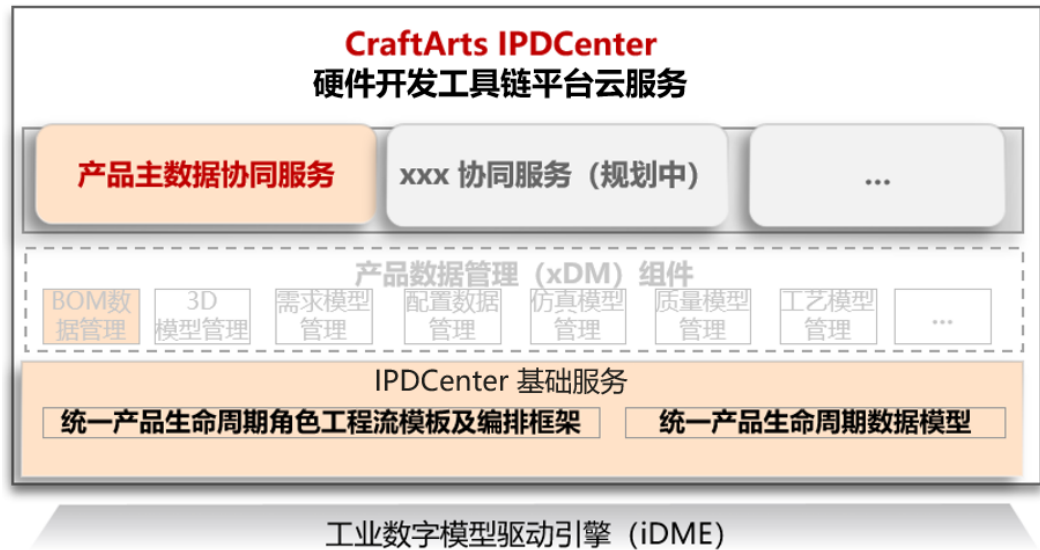 CraftArts IPDCenter
硬件开发工具链平台云服务
产品主数据协同服务
xxx 协同服务（规划中）
...
产品数据管理（xDM）组件
BOM数
据管理
3D
模型管理
需求模型
管理
配置数据
管理
仿真模型
管理
质量模型
管理
工艺模型
管理
...
IPDCenter 基础服务
统一产品生命周期角色工程流模板及编排框架
统一产品生命周期数据模型
工业数字模型驱动引擎（iDME）